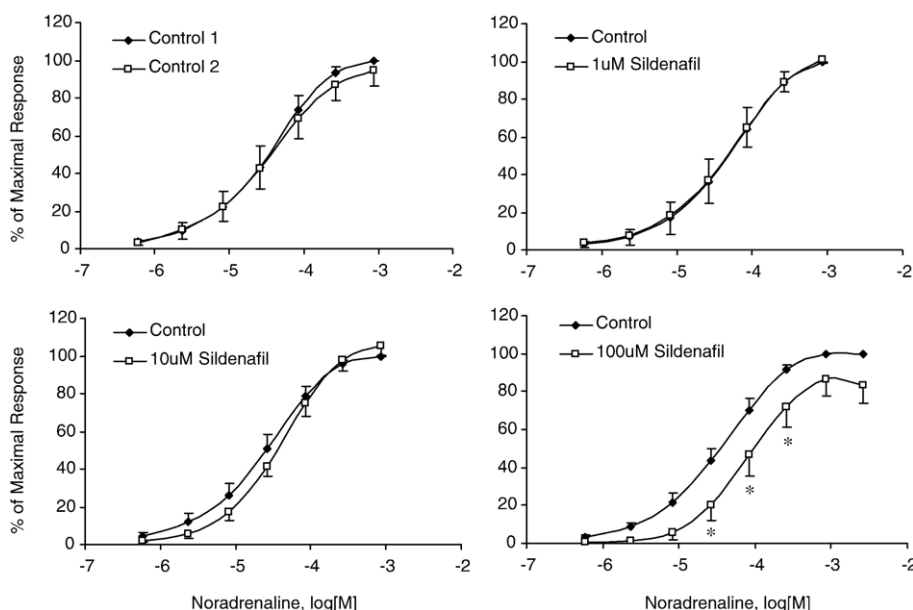 Control 1
Control 2
120
100
80
60
40
20
0
-7 -6 -5 -4 -3 -2
% of Maximal Response
Control
1uM Sildenafil
120
100
80
60
40
20
0
-7 -6 -5 -4 -3 -2
Control
10uM Sildenafil
120
100
80
60
40
20
0
-7 -6 -5 -4 -3 -2
% of Maximal Response
Noradrenaline, log[M]
Control
100uM Sildenafil
120
100
80
60
40
20
0
* * *
-7 -6 -5 -4 -3 -2
Noradrenaline, log[M]